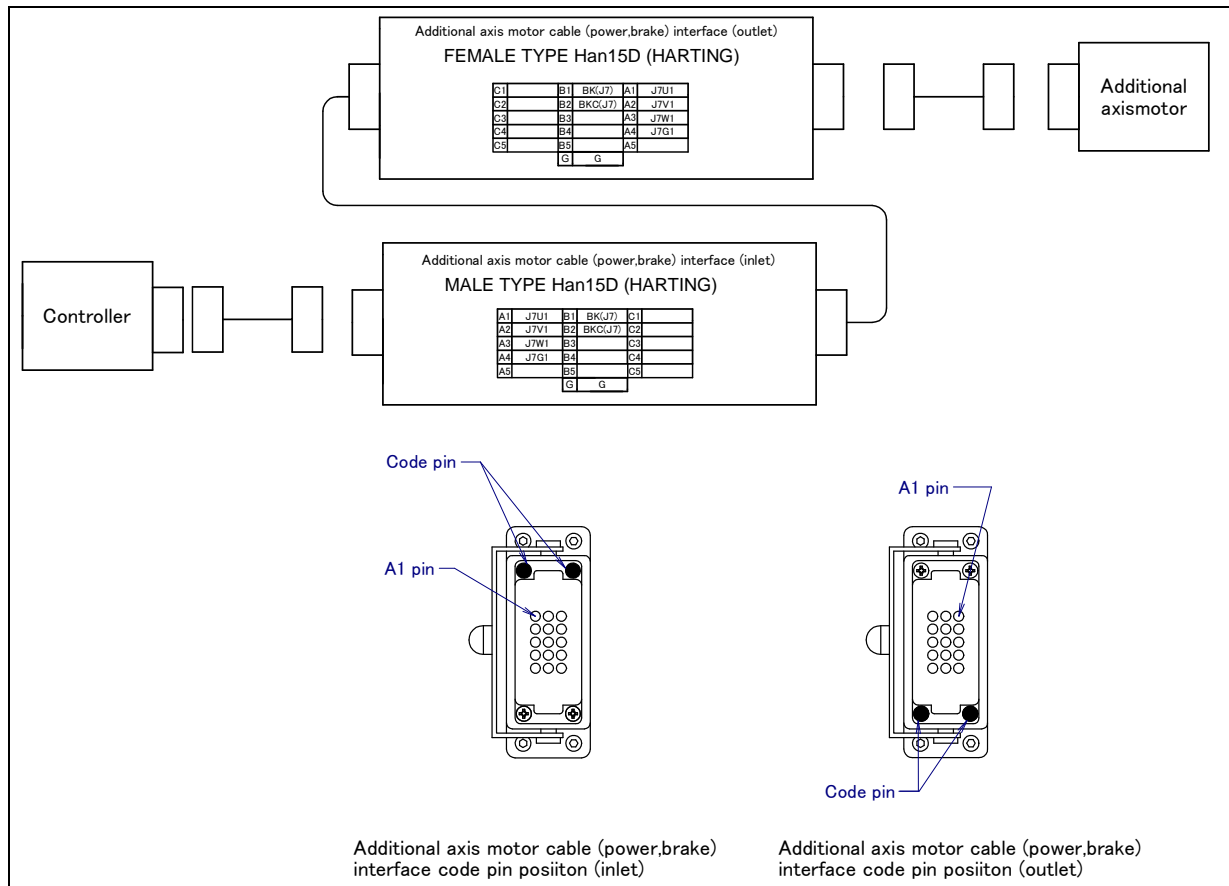 Additional axis motor cable (power,brake) interface (outlet)
FEMALE TYPE Han15D (HARTING)
C1 B1 BK(J7) A1 J7U1
C2 B2 BKC(J7) A2 J7V1
C3 B3 A3 J7W1
C4 B4 A4 J7G1
C5 B5 A5
G G
Additional
axismotor
Additional axis motor cable (power,brake) interface (inlet)
MALE TYPE Han15D (HARTING)
A1 J7U1 B1 BK(J7) C1
A2 J7V1 B2 BKC(J7) C2
A3 J7W1 B3 C3
A4 J7G1 B4 C4
A5 B5 C5
G G
Controller
Code pin
A1 pin
A1 pin
Code pin
Additional axis motor cable (power,brake)
interface code pin posiiton (inlet)
Additional axis motor cable (power,brake)
interface code pin posiiton (outlet)